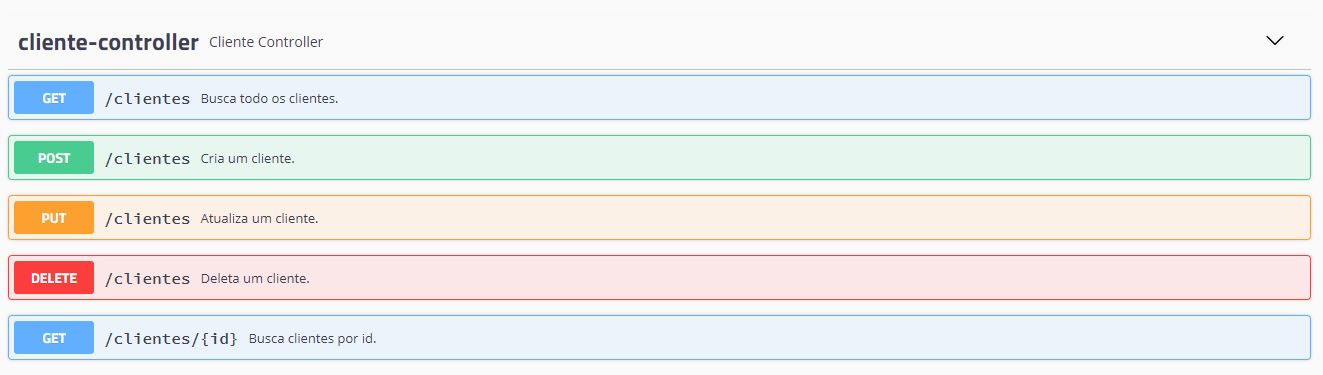 cliente-controller Cliente Controller
GET /clientes Busca todo os clientes.
POST /clientes Cria um cliente.
PUT /clientes Atualiza um cliente.
DELETE /clientes Deleta um cliente.
GET /clientes/{id} Busca clientes por id.